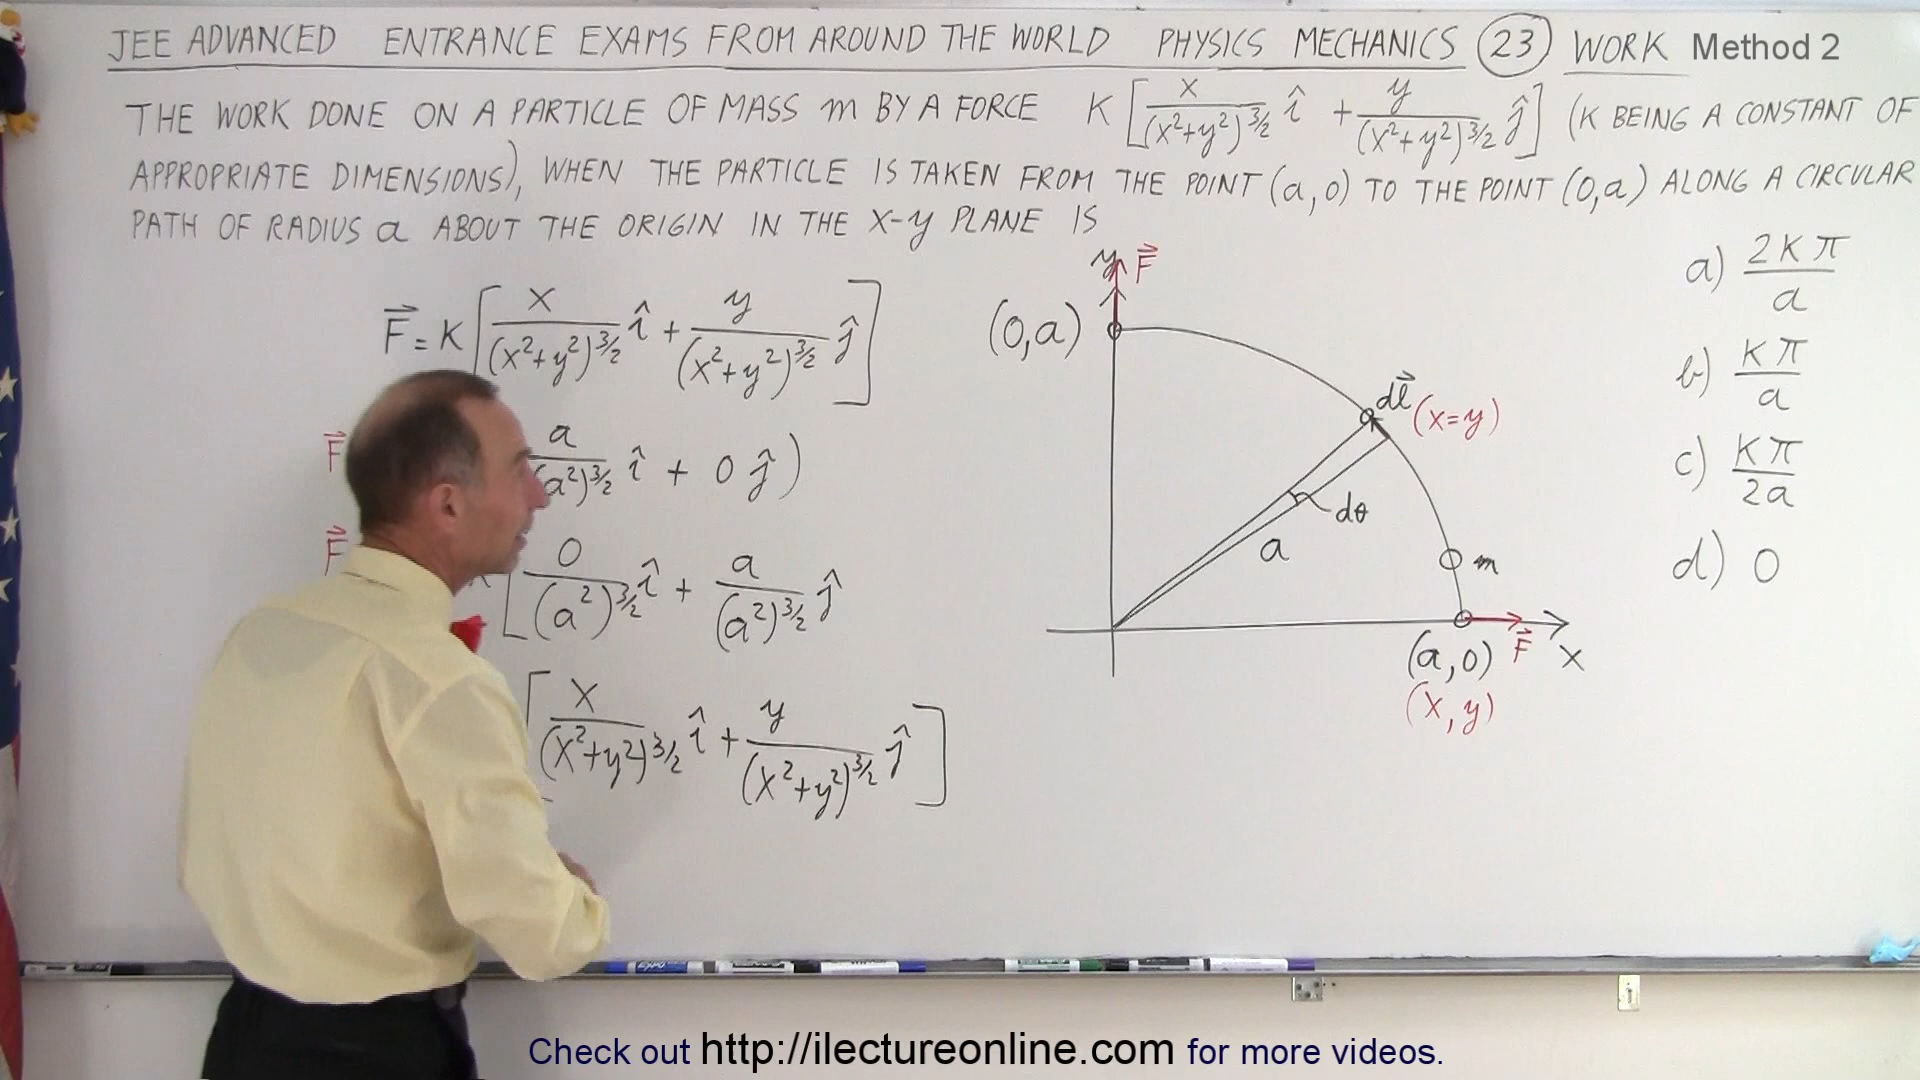 JEE ADVANCED ENTRANCE EXAMS FROM AROUND THE WORLD PHYSICS MECHANICS 23 WORK Method 2
THE WORK DONE ON A PARTICLE OF MASS m BY A FORCE K [x/(x²+y²)^3/2 î + y/(x²+y²)^3/2 ĵ] (K BEING A CONSTANT OF
APPROPRIATE DIMENSIONS), WHEN THE PARTICLE IS TAKEN FROM THE POINT (a,0) TO THE POINT (0,a) ALONG A CIRCULAR
PATH OF RADIUS a ABOUT THE ORIGIN IN THE X-y PLANE IS
F⃗ = K [x/(x²+y²)^3/2 î + y/(x²+y²)^3/2 ĵ]
F⃗ a/(a²)^3/2 î + 0 ĵ)
F⃗ [0/(a²)^3/2 î + a/(a²)^3/2 ĵ
[x/(x²+y²)^3/2 î + y/(x²+y²)^3/2 ĵ]
y F⃗
(0,a)
dl⃗ (x=y)
dθ
a
m
(a,0) F⃗ x
(x,y)
a) 2Kπ/a
b) Kπ/a
c) Kπ/2a
d) 0
EXPO
Check out http://ilectureonline.com for more videos.